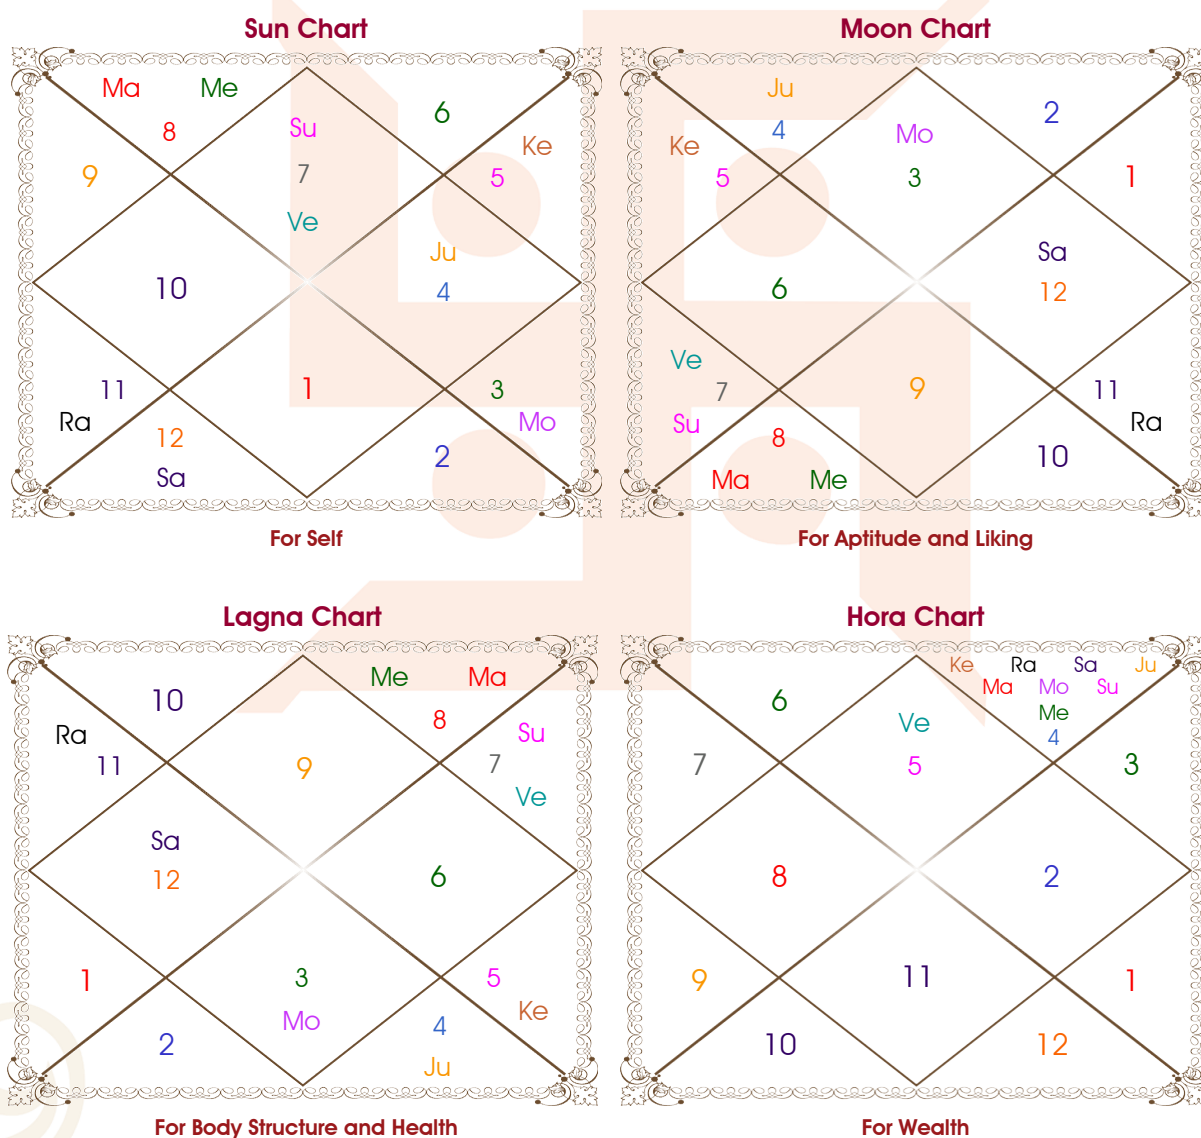 Sun Chart
Ma Me
8
9
Su
7
Ve
6
Ke
5
10
Ju
4
11
Ra
12
Sa
1
3
Mo
2
For Self
Moon Chart
Ju
4
Ke
5
Mo
3
2
1
6
Sa
12
Ve
7
Su
8
Ma Me
9
11
Ra
10
For Aptitude and Liking
Lagna Chart
10
Ra
11
9
Me Ma
8
Su
7
Ve
Sa
12
6
1
2
3
Mo
5
Ke
4
Ju
For Body Structure and Health
Hora Chart
6
7
Ve
5
Ke Ra Sa Ju
Ma Mo Su
Me
4
3
8
2
9
10
11
1
12
For Wealth